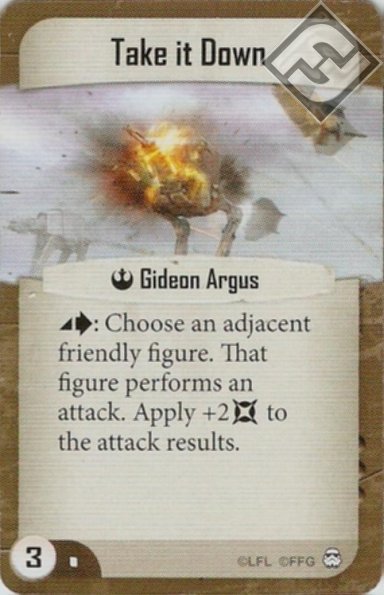 Take it Down
Gideon Argus
: Choose an adjacent
friendly figure. That
figure performs an
attack. Apply +2 to
the attack results.
3
©LFL ©FFG